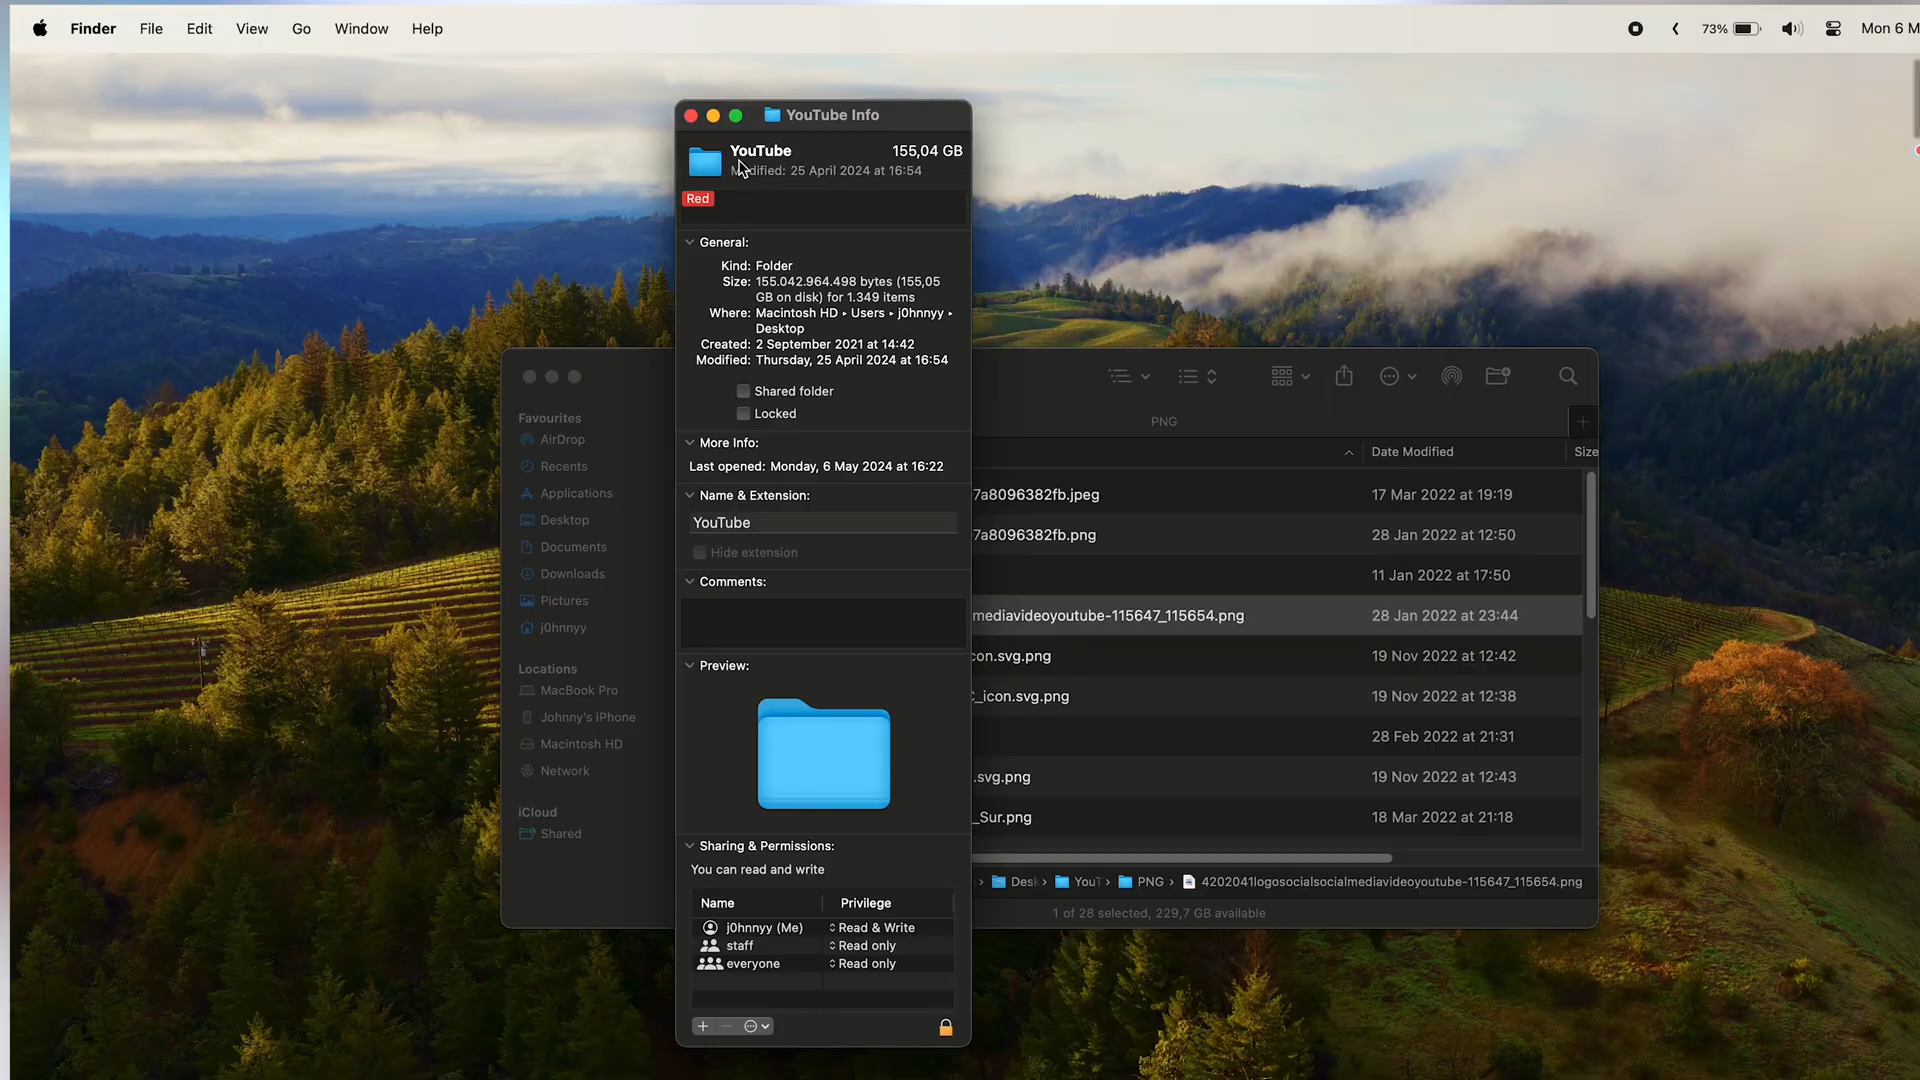 Finder File Edit View Go Window Help 73% Mon 6 M
YouTube Info
YouTube 155,04 GB
Modified: 25 April 2024 at 16:54
Red
General:
Kind: Folder
Size: 155.042.964.498 bytes (155,05
GB on disk) for 1.349 items
Where: Macintosh HD ▸ Users ▸ j0hnnyy ▸
Desktop
Created: 2 September 2021 at 14:42
Modified: Thursday, 25 April 2024 at 16:54
Shared folder
Locked
More Info:
Last opened: Monday, 6 May 2024 at 16:22
Name & Extension:
YouTube
Hide extension
Comments:
Preview:
Sharing & Permissions:
You can read and write
Name Privilege
j0hnnyy (Me) Read & Write
staff Read only
everyone Read only
Favourites
AirDrop
Recents
Applications
Desktop
Documents
Downloads
Pictures
j0hnnyy
Locations
MacBook Pro
Johnny's iPhone
Macintosh HD
Network
iCloud
Shared
PNG
Date Modified Size
7a8096382fb.jpeg 17 Mar 2022 at 19:19
7a8096382fb.png 28 Jan 2022 at 12:50
11 Jan 2022 at 17:50
mediavideoyoutube-115647_115654.png 28 Jan 2022 at 23:44
con.svg.png 19 Nov 2022 at 12:42
_icon.svg.png 19 Nov 2022 at 12:38
28 Feb 2022 at 21:31
.svg.png 19 Nov 2022 at 12:43
_Sur.png 18 Mar 2022 at 21:18
Desk › YouT › PNG › 4202041logosocialsocialmediavideoyoutube-115647_115654.png
1 of 28 selected, 229,7 GB available